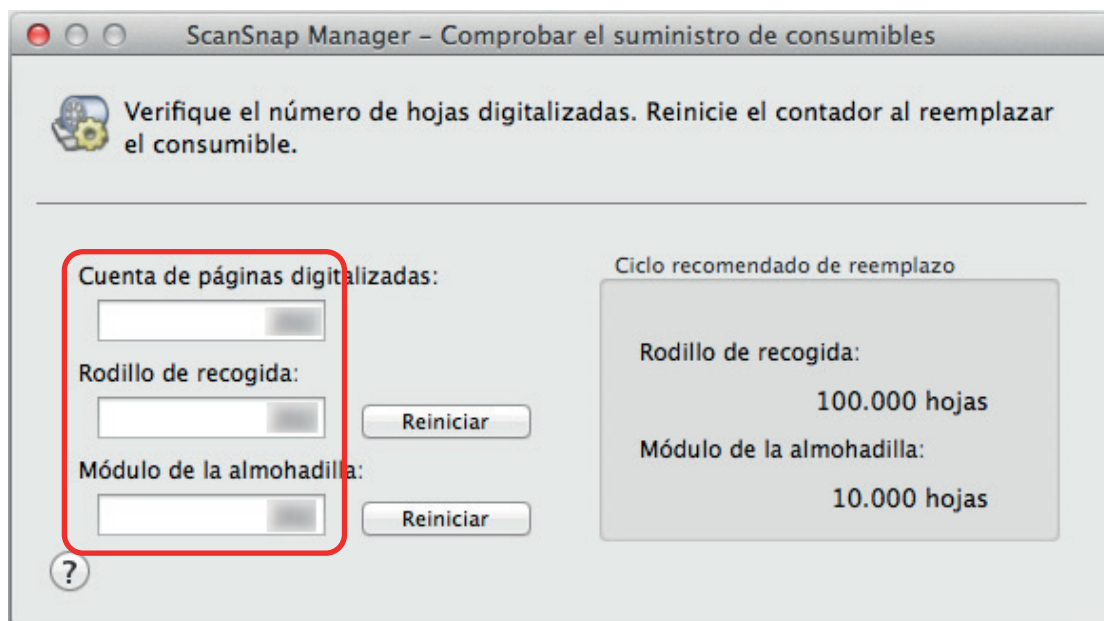 ScanSnap Manager – Comprobar el suministro de consumibles
Verifique el número de hojas digitalizadas. Reinicie el contador al reemplazar
el consumible.
Cuenta de páginas digitalizadas:
Rodillo de recogida:
Reiniciar
Módulo de la almohadilla:
Reiniciar
?
Ciclo recomendado de reemplazo
Rodillo de recogida:
100.000 hojas
Módulo de la almohadilla:
10.000 hojas